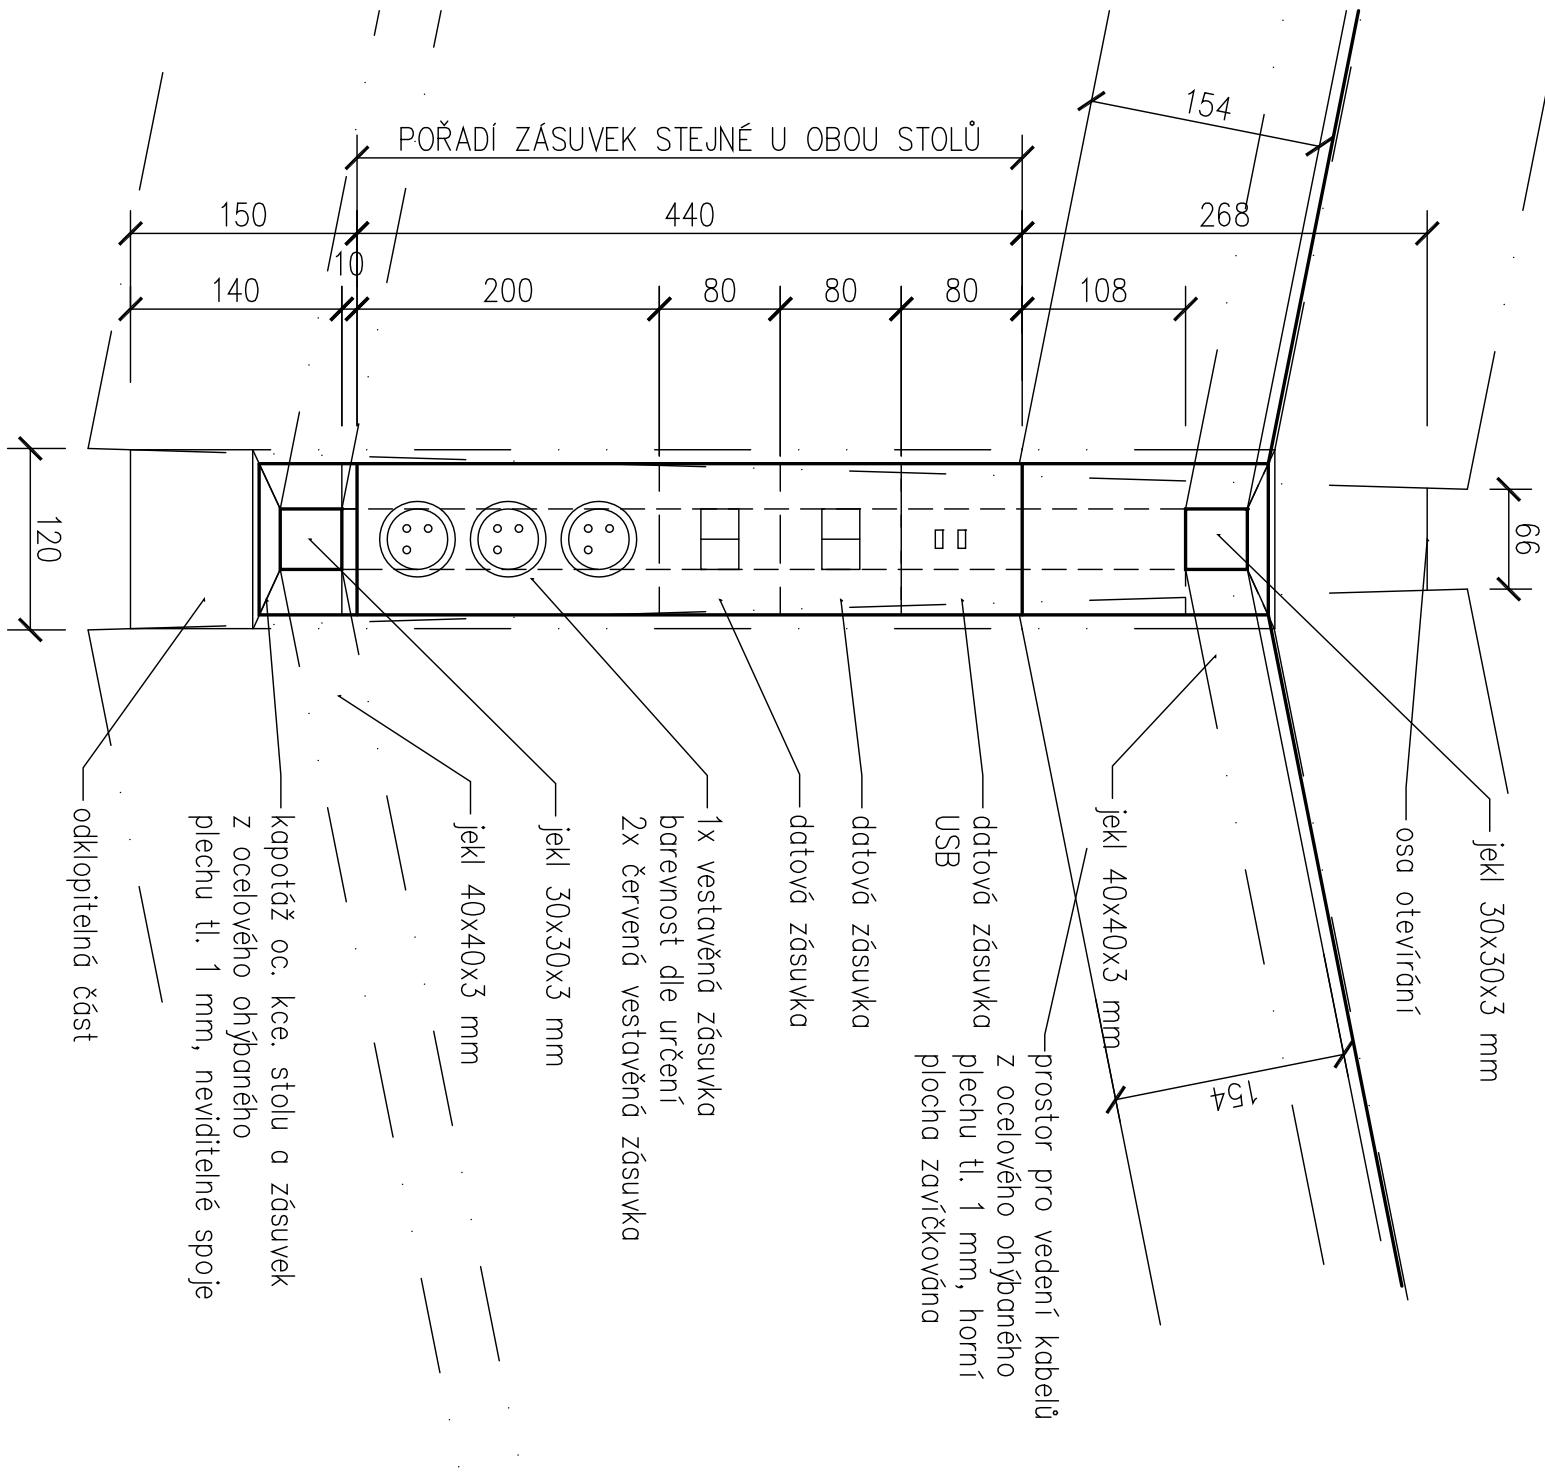 154
POŘADÍ ZÁSUVEK STEJNÉ U OBOU STOLŮ
150
440
268
10
140
200
80
80
80
108
120
66
jekl 30x30x3 mm
osa otevírání
jekl 40x40x3 mm
prostor pro vedení kabelů
z ocelového ohýbaného
plechu tl. 1 mm, horní
plocha zavíčkována
datová zásuvka
USB
datová zásuvka
datová zásuvka
1x vestavěná zásuvka
barevnost dle určení
2x červená vestavěná zásuvka
jekl 30x30x3 mm
jekl 40x40x3 mm
kapotáž oc. kce. stolu a zásuvek
z ocelového ohýbaného
plechu tl. 1 mm, neviditelné spoje
odklopitelná část
154